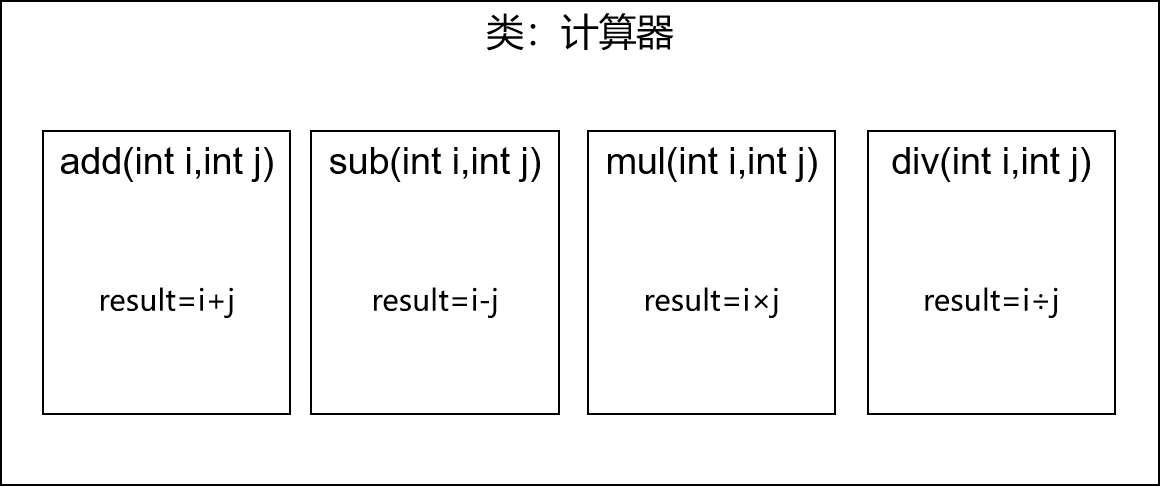 类：计算器
add(int i,int j)
sub(int i,int j)
mul(int i,int j)
div(int i,int j)
result=i+j
result=i-j
result=i×j
result=i÷j